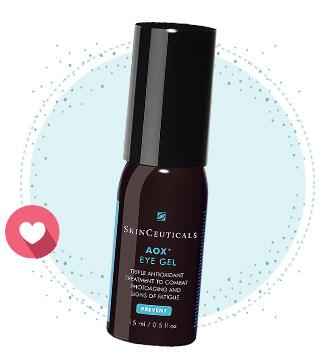 SKINCEUTICALS
AOX+
EYE GEL
TRIPLE ANTIOXIDANT
TREATMENT TO COMBAT
PHOTOAGING AND
SIGNS OF FATIGUE
PREVENT
15 ml / 0.5 fl oz